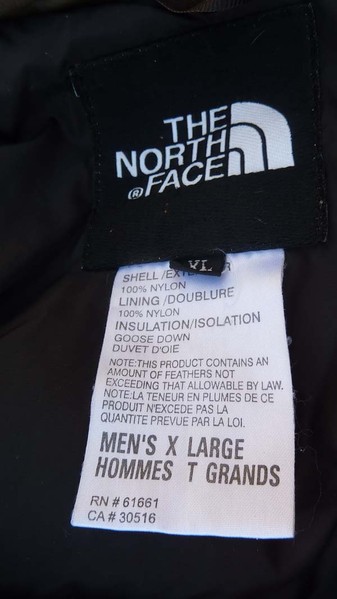 THE
NORTH
® FACE
XL
SHELL /EXTE R
100% NYLON
LINING /DOUBLURE
100% NYLON
INSULATION/ISOLATION
GOOSE DOWN
DUVET D'OIE
NOTE:THIS PRODUCT CONTAINS AN
AMOUNT OF FEATHERS NOT
EXCEEDING THAT ALLOWABLE BY LAW.
NOTE:LA TENEUR EN PLUMES DE CE
PRODUIT N'EXCEDE PAS LA
QUANTITE PREVUE PAR LA LOI.
MEN'S X LARGE
HOMMES T GRANDS
RN # 61661
CA # 30516